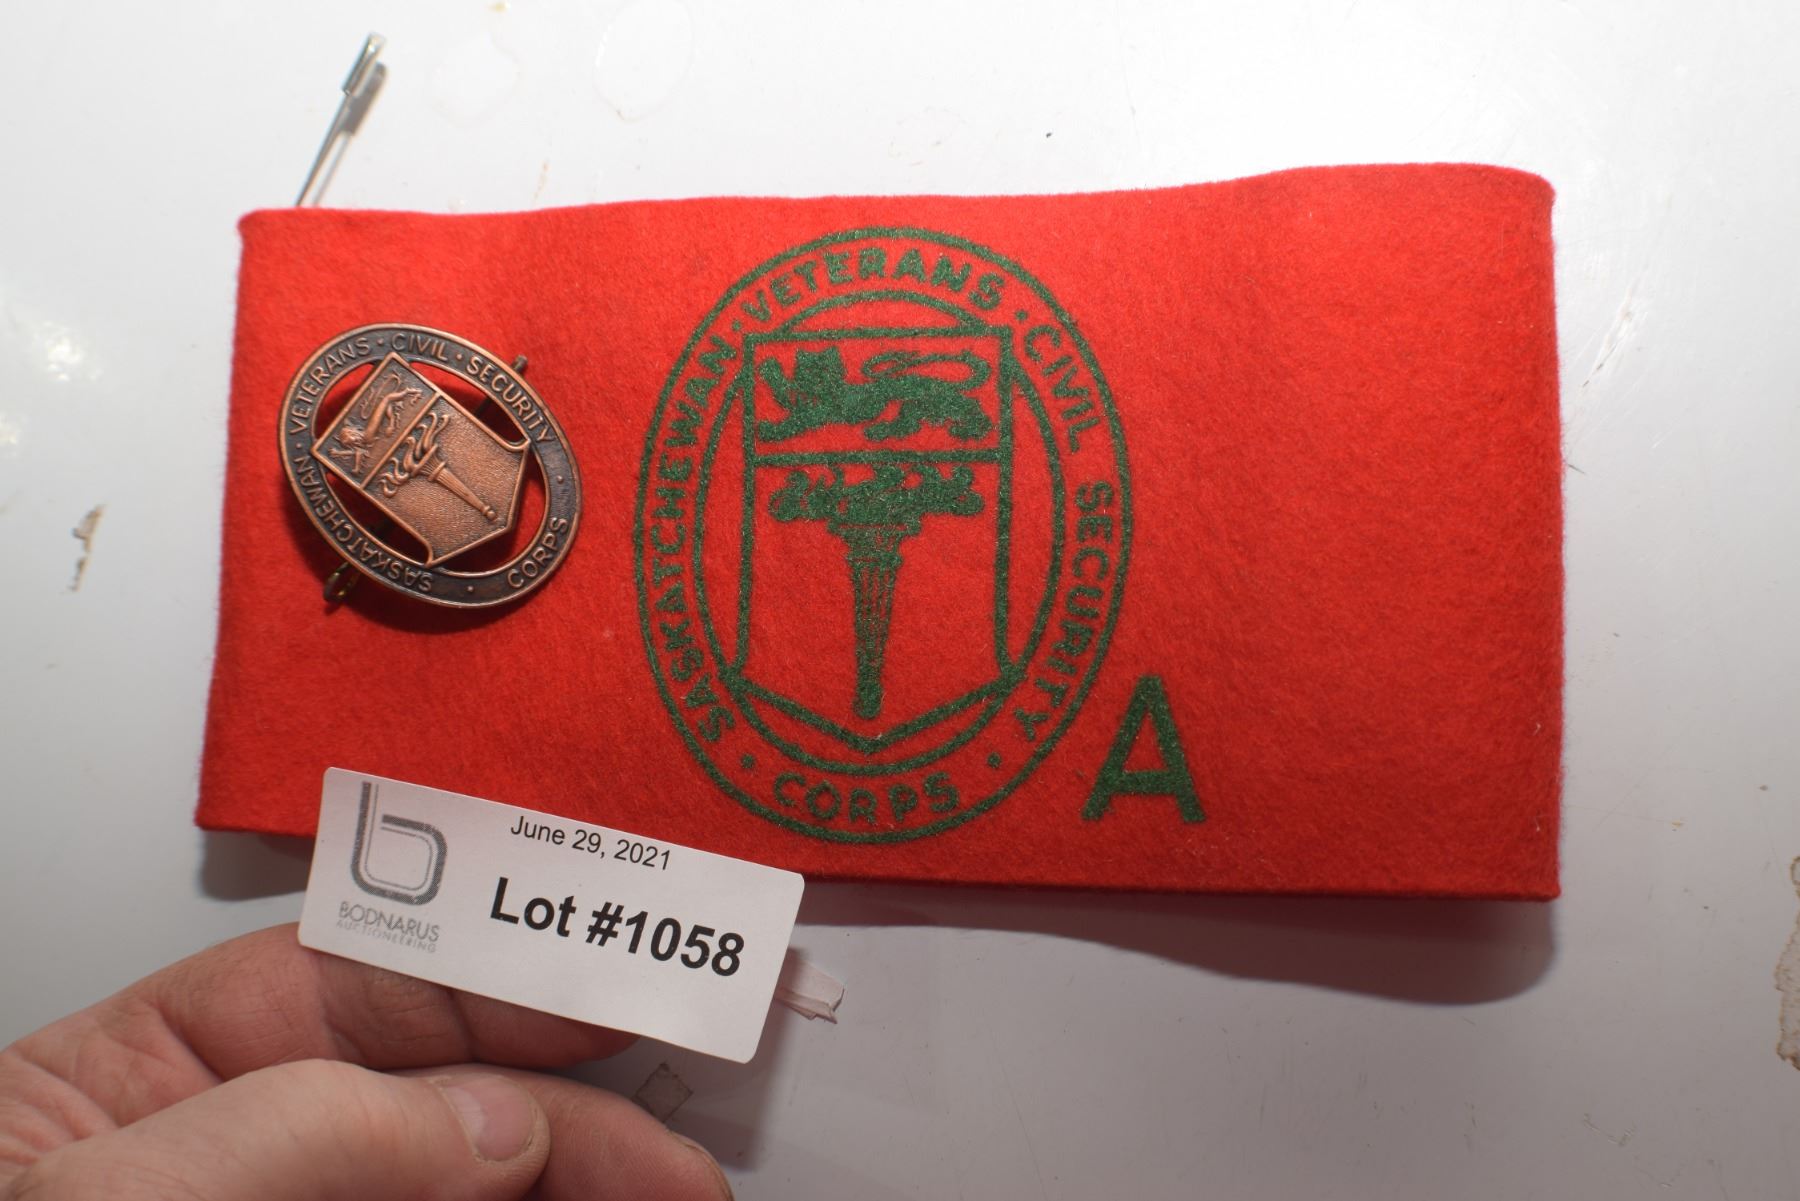 SASKATCHEWAN · VETERANS · CIVIL · SECURITY · CORPS ·
SASKATCHEWAN · VETERANS · CIVIL SECURITY · CORPS ·
A
June 29, 2021
Lot #1058
b
BODNARUS
AUCTIONEERING